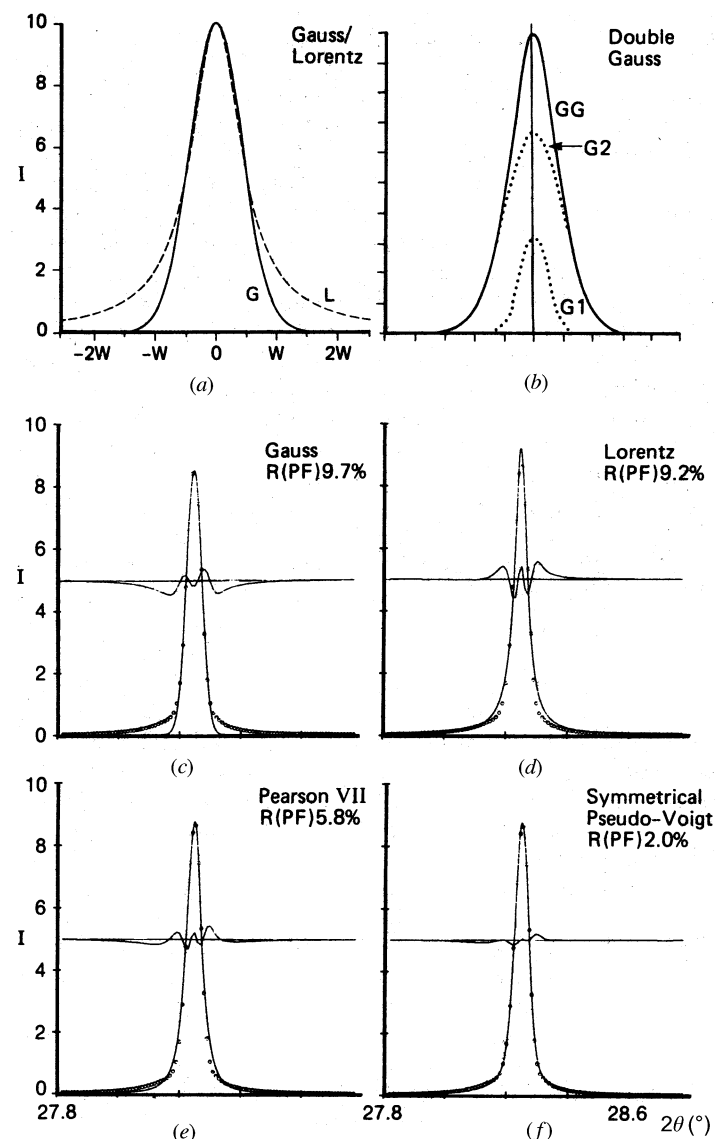 10
8
6
4
2
0
I
Gauss/
Lorentz
G
L
−2W −W 0 W 2W
(a)
Double
Gauss
GG
G2
G1
(b)
10
8
6
4
2
0
I
Gauss
R(PF)9.7%
(c)
Lorentz
R(PF)9.2%
(d)
10
8
6
4
2
0
I
Pearson VII
R(PF)5.8%
27.8
(e)
Symmetrical
Pseudo-Voigt
R(PF)2.0%
27.8 28.6 2θ(°)
(f)